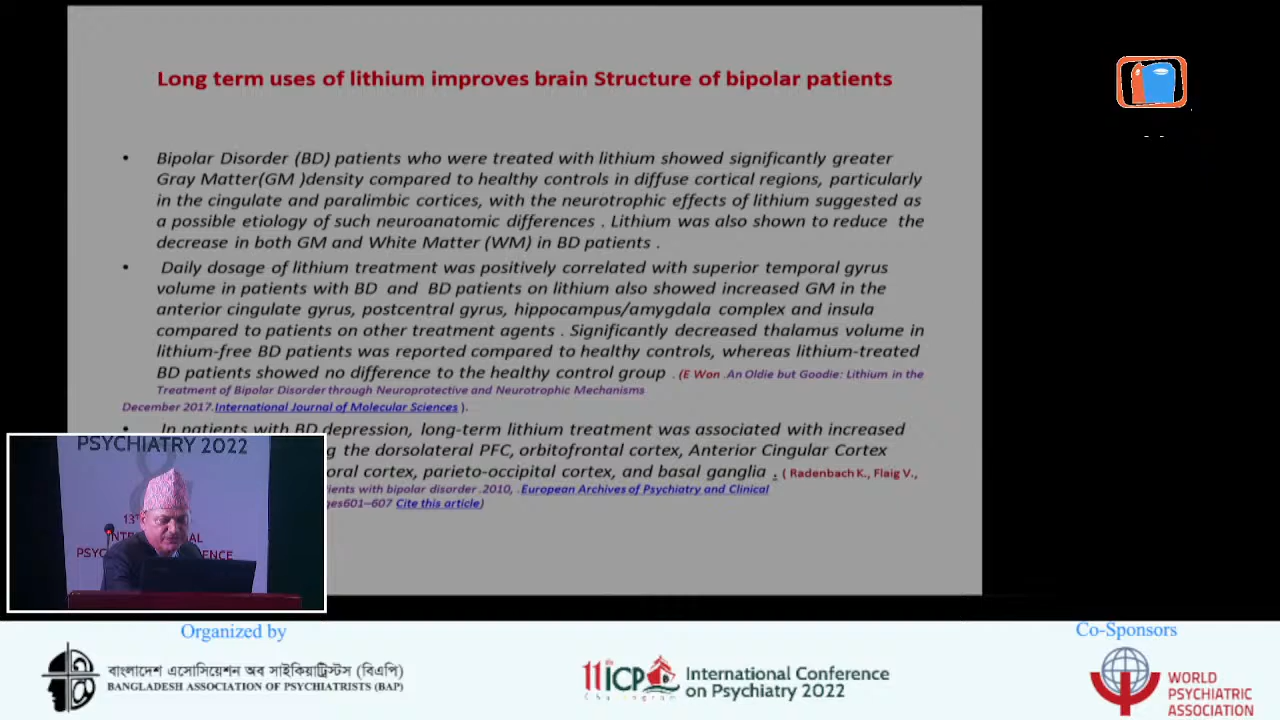 Long term uses of lithium improves brain Structure of bipolar patients
• Bipolar Disorder (BD) patients who were treated with lithium showed significantly greater
Gray Matter(GM )density compared to healthy controls in diffuse cortical regions, particularly
in the cingulate and paralimbic cortices, with the neurotrophic effects of lithium suggested as
a possible etiology of such neuroanatomic differences . Lithium was also shown to reduce the
decrease in both GM and White Matter (WM) in BD patients .
• Daily dosage of lithium treatment was positively correlated with superior temporal gyrus
volume in patients with BD and BD patients on lithium also showed increased GM in the
anterior cingulate gyrus, postcentral gyrus, hippocampus/amygdala complex and insula
compared to patients on other treatment agents . Significantly decreased thalamus volume in
lithium-free BD patients was reported compared to healthy controls, whereas lithium-treated
BD patients showed no difference to the healthy control group . (E Won .An Oldie but Goodie: Lithium in the
Treatment of Bipolar Disorder through Neuroprotective and Neurotrophic Mechanisms
December 2017.International Journal of Molecular Sciences ).
• In patients with BD depression, long-term lithium treatment was associated with increased
g the dorsolateral PFC, orbitofrontal cortex, Anterior Cingular Cortex
oral cortex, parieto-occipital cortex, and basal ganglia . ( Radenbach K., Flaig V.,
ients with bipolar disorder .2010, .European Archives of Psychiatry and Clinical
ges601–607 Cite this article)
PSYCHIATRY 2022
Organized by
বাংলাদেশ এসোসিয়েশন অব সাইকিয়াট্রিস্টস (বিএপি)
BANGLADESH ASSOCIATION OF PSYCHIATRISTS (BAP)
11th ICP
International Conference
on Psychiatry 2022
Co-Sponsors
WORLD
PSYCHIATRIC
ASSOCIATION